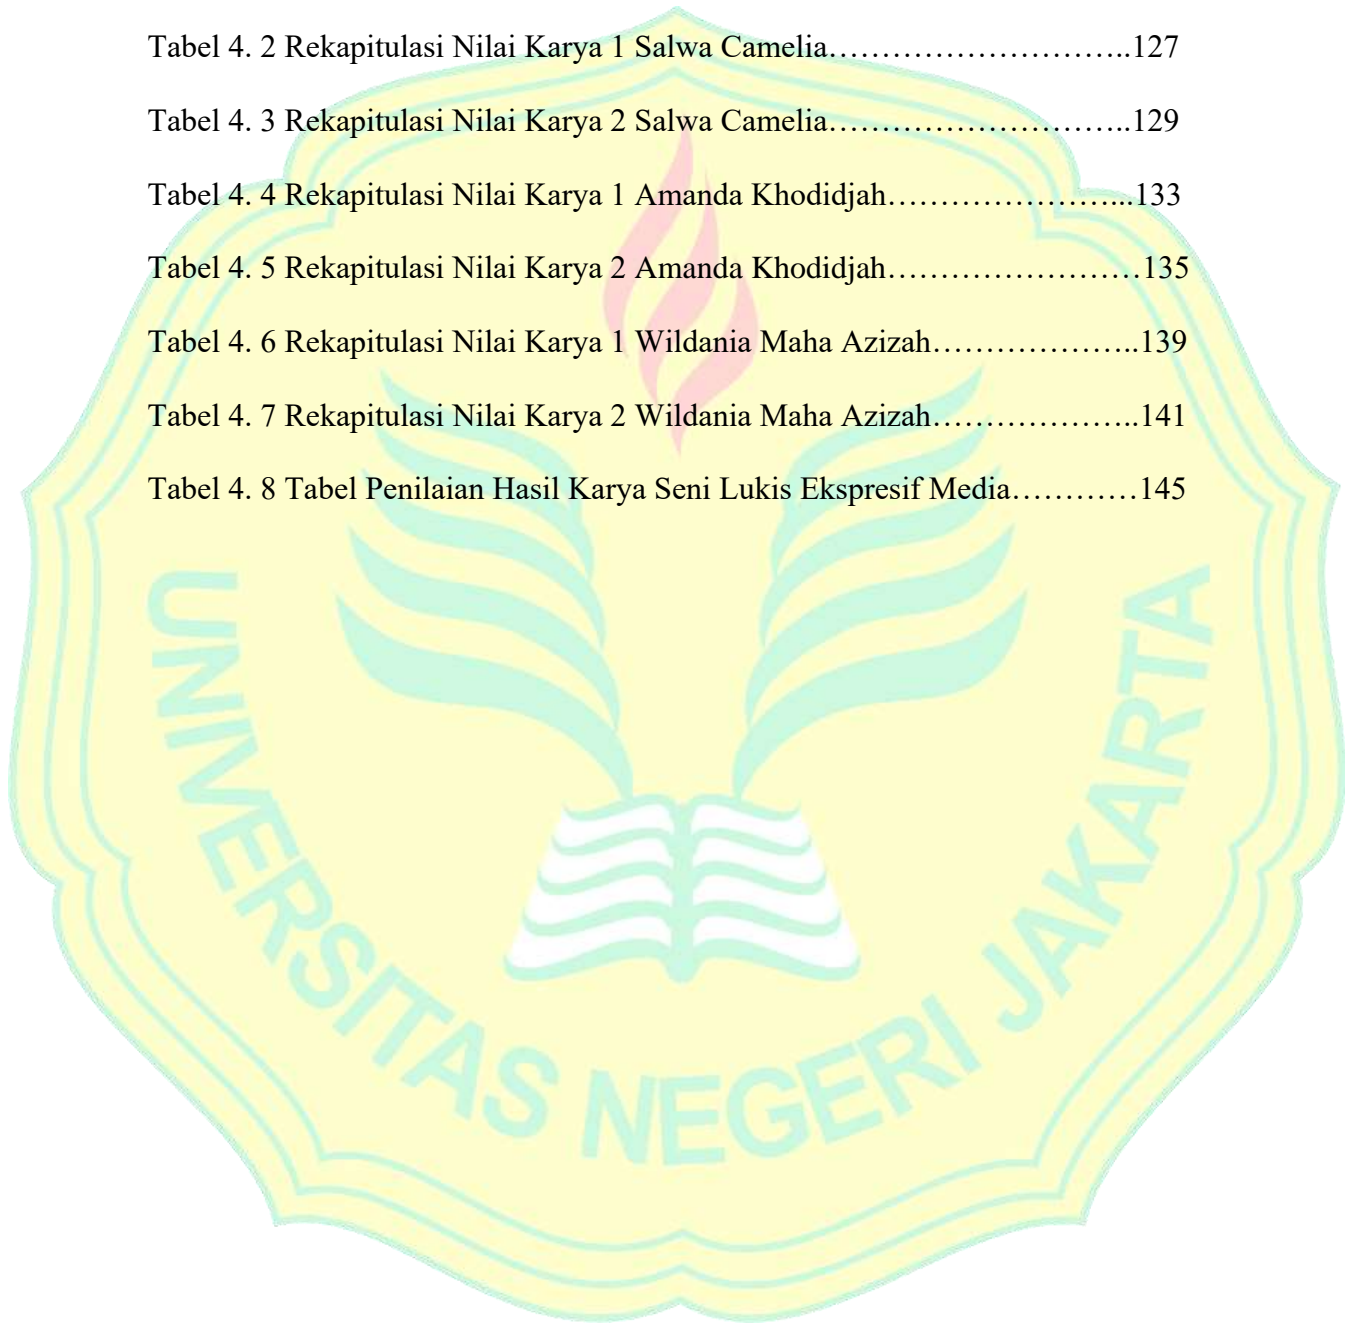 Tabel 4. 2 Rekapitulasi Nilai Karya 1 Salwa Camelia………………………..127
Tabel 4. 3 Rekapitulasi Nilai Karya 2 Salwa Camelia………………………..129
Tabel 4. 4 Rekapitulasi Nilai Karya 1 Amanda Khodidjah…………………...133
Tabel 4. 5 Rekapitulasi Nilai Karya 2 Amanda Khodidjah……………………135
Tabel 4. 6 Rekapitulasi Nilai Karya 1 Wildania Maha Azizah………………..139
Tabel 4. 7 Rekapitulasi Nilai Karya 2 Wildania Maha Azizah………………..141
Tabel 4. 8 Tabel Penilaian Hasil Karya Seni Lukis Ekspresif Media…………145
UNIVERSITAS NEGERI JAKARTA